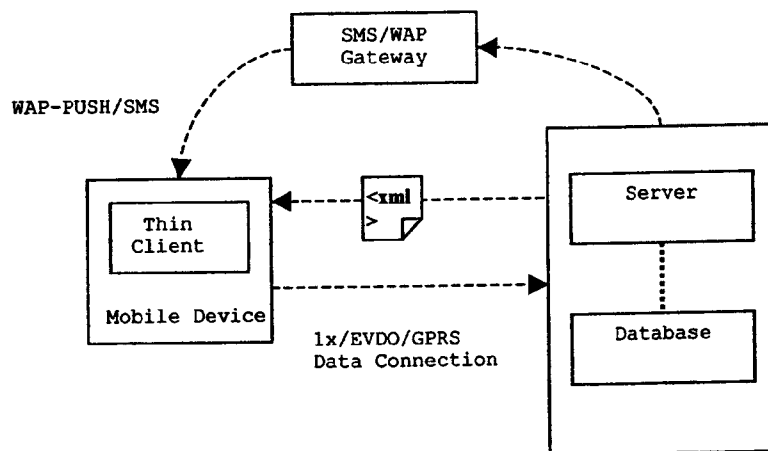 SMS/WAP
Gateway
WAP-PUSH/SMS
<xml
>
Server
Thin
Client
Mobile Device
Database
1x/EVDO/GPRS
Data Connection